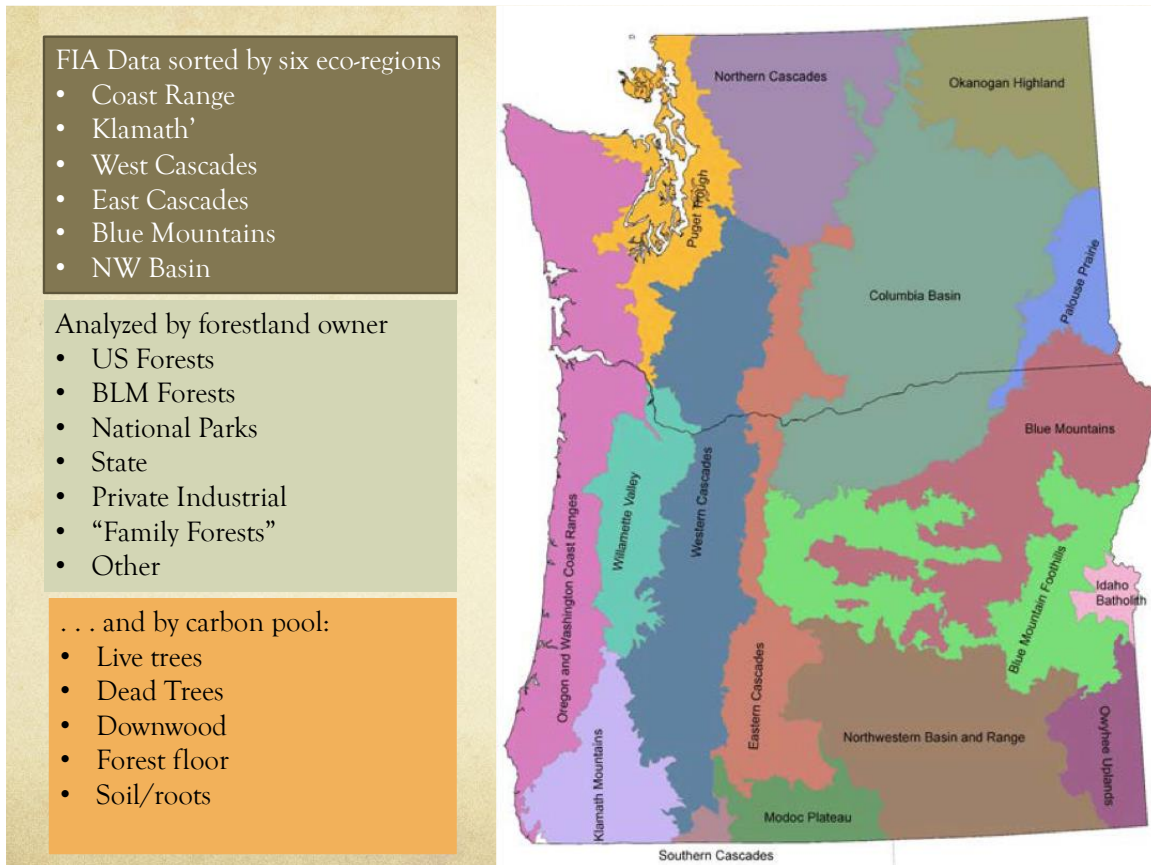 FIA Data sorted by six eco-regions
• Coast Range
• Klamath’
• West Cascades
• East Cascades
• Blue Mountains
• NW Basin
Analyzed by forestland owner
• US Forests
• BLM Forests
• National Parks
• State
• Private Industrial
• “Family Forests”
• Other
. . . and by carbon pool:
• Live trees
• Dead Trees
• Downwood
• Forest floor
• Soil/roots
Northern Cascades
Okanogan Highland
Puget Trough
Columbia Basin
Palouse Prairie
Blue Mountains
Oregon and Washington Coast Ranges
Willamette Valley
Western Cascades
Blue Mountain Foothills
Idaho
Batholith
Eastern Cascades
Northwestern Basin and Range
Owyhee Uplands
Klamath Mountains
Modoc Plateau
Southern Cascades